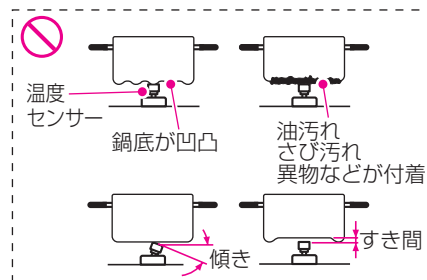 温度
センサー
鍋底が凹凸
油汚れ
さび汚れ
異物などが付着
傾き
すき間